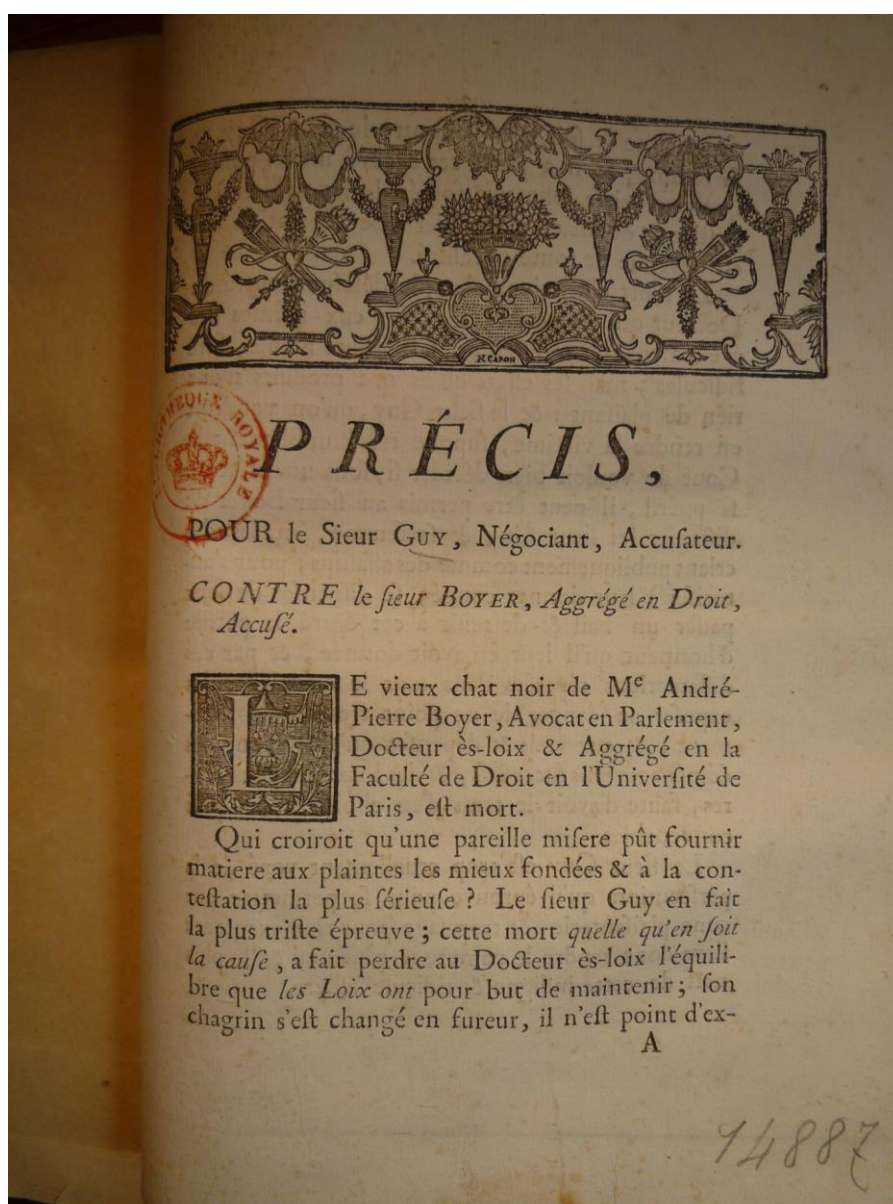 N CARON
BIBLIOTHEQUE ROYALE
PRÉCIS,
POUR le Sieur GUY, Négociant, Accuſateur.
CONTRE le ſieur BOYER, Aggrégé en Droit,
Accuſé.
LE vieux chat noir de Me André-
Pierre Boyer, Avocat en Parlement,
Docteur ès-loix & Aggrégé en la
Faculté de Droit en l'Univerſité de
Paris, eſt mort.
Qui croiroit qu'une pareille miſere pût fournir
matiere aux plaintes les mieux fondées & à la con-
teſtation la plus ſérieuſe ? Le ſieur Guy en fait
la plus triſte épreuve ; cette mort quelle qu'en ſoit
la cauſe, a fait perdre au Docteur ès-loix l'équili-
bre que les Loix ont pour but de maintenir ; ſon
chagrin s'eſt changé en fureur, il n'eſt point d'ex-
A
14887